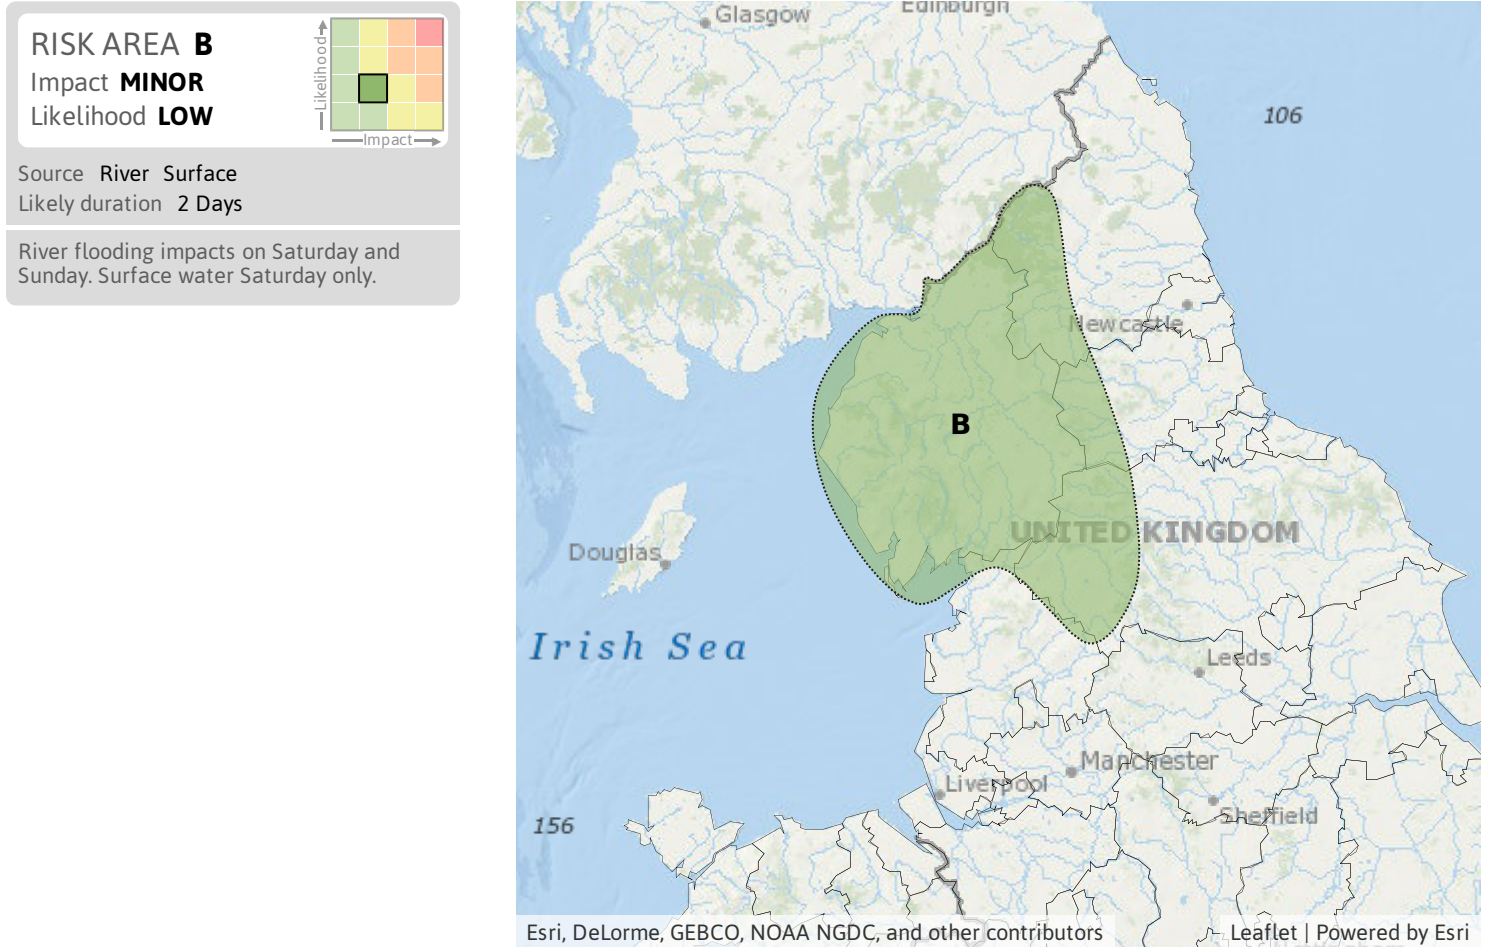 RISK AREA B
Impact MINOR
Likelihood LOW
Likelihood
Impact
Source River Surface
Likely duration 2 Days
River flooding impacts on Saturday and
Sunday. Surface water Saturday only.
Glasgow
Edinburgh
106
Newcastle
B
UNITED KINGDOM
Douglas
Irish Sea
Leeds
Manchester
Liverpool
Sheffield
156
Esri, DeLorme, GEBCO, NOAA NGDC, and other contributors
Leaflet | Powered by Esri